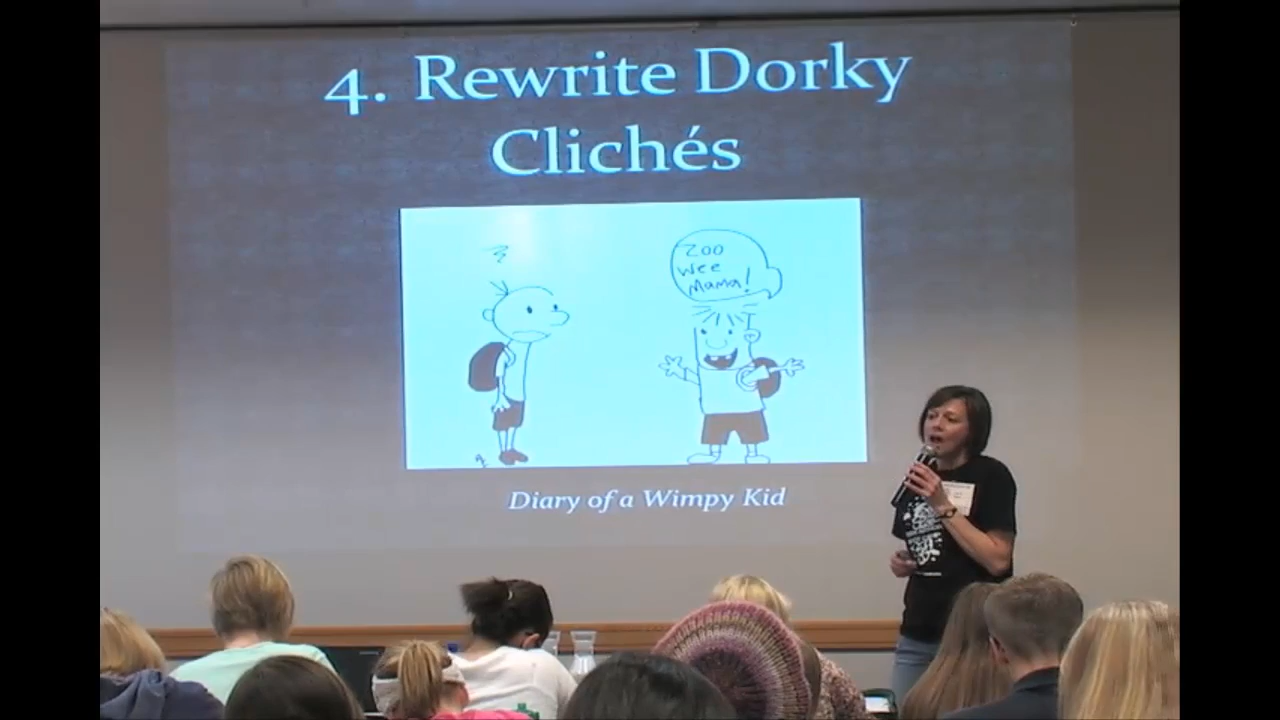 4. Rewrite Dorky
Clichés
Zoo
wee
mama!
Diary of a Wimpy Kid